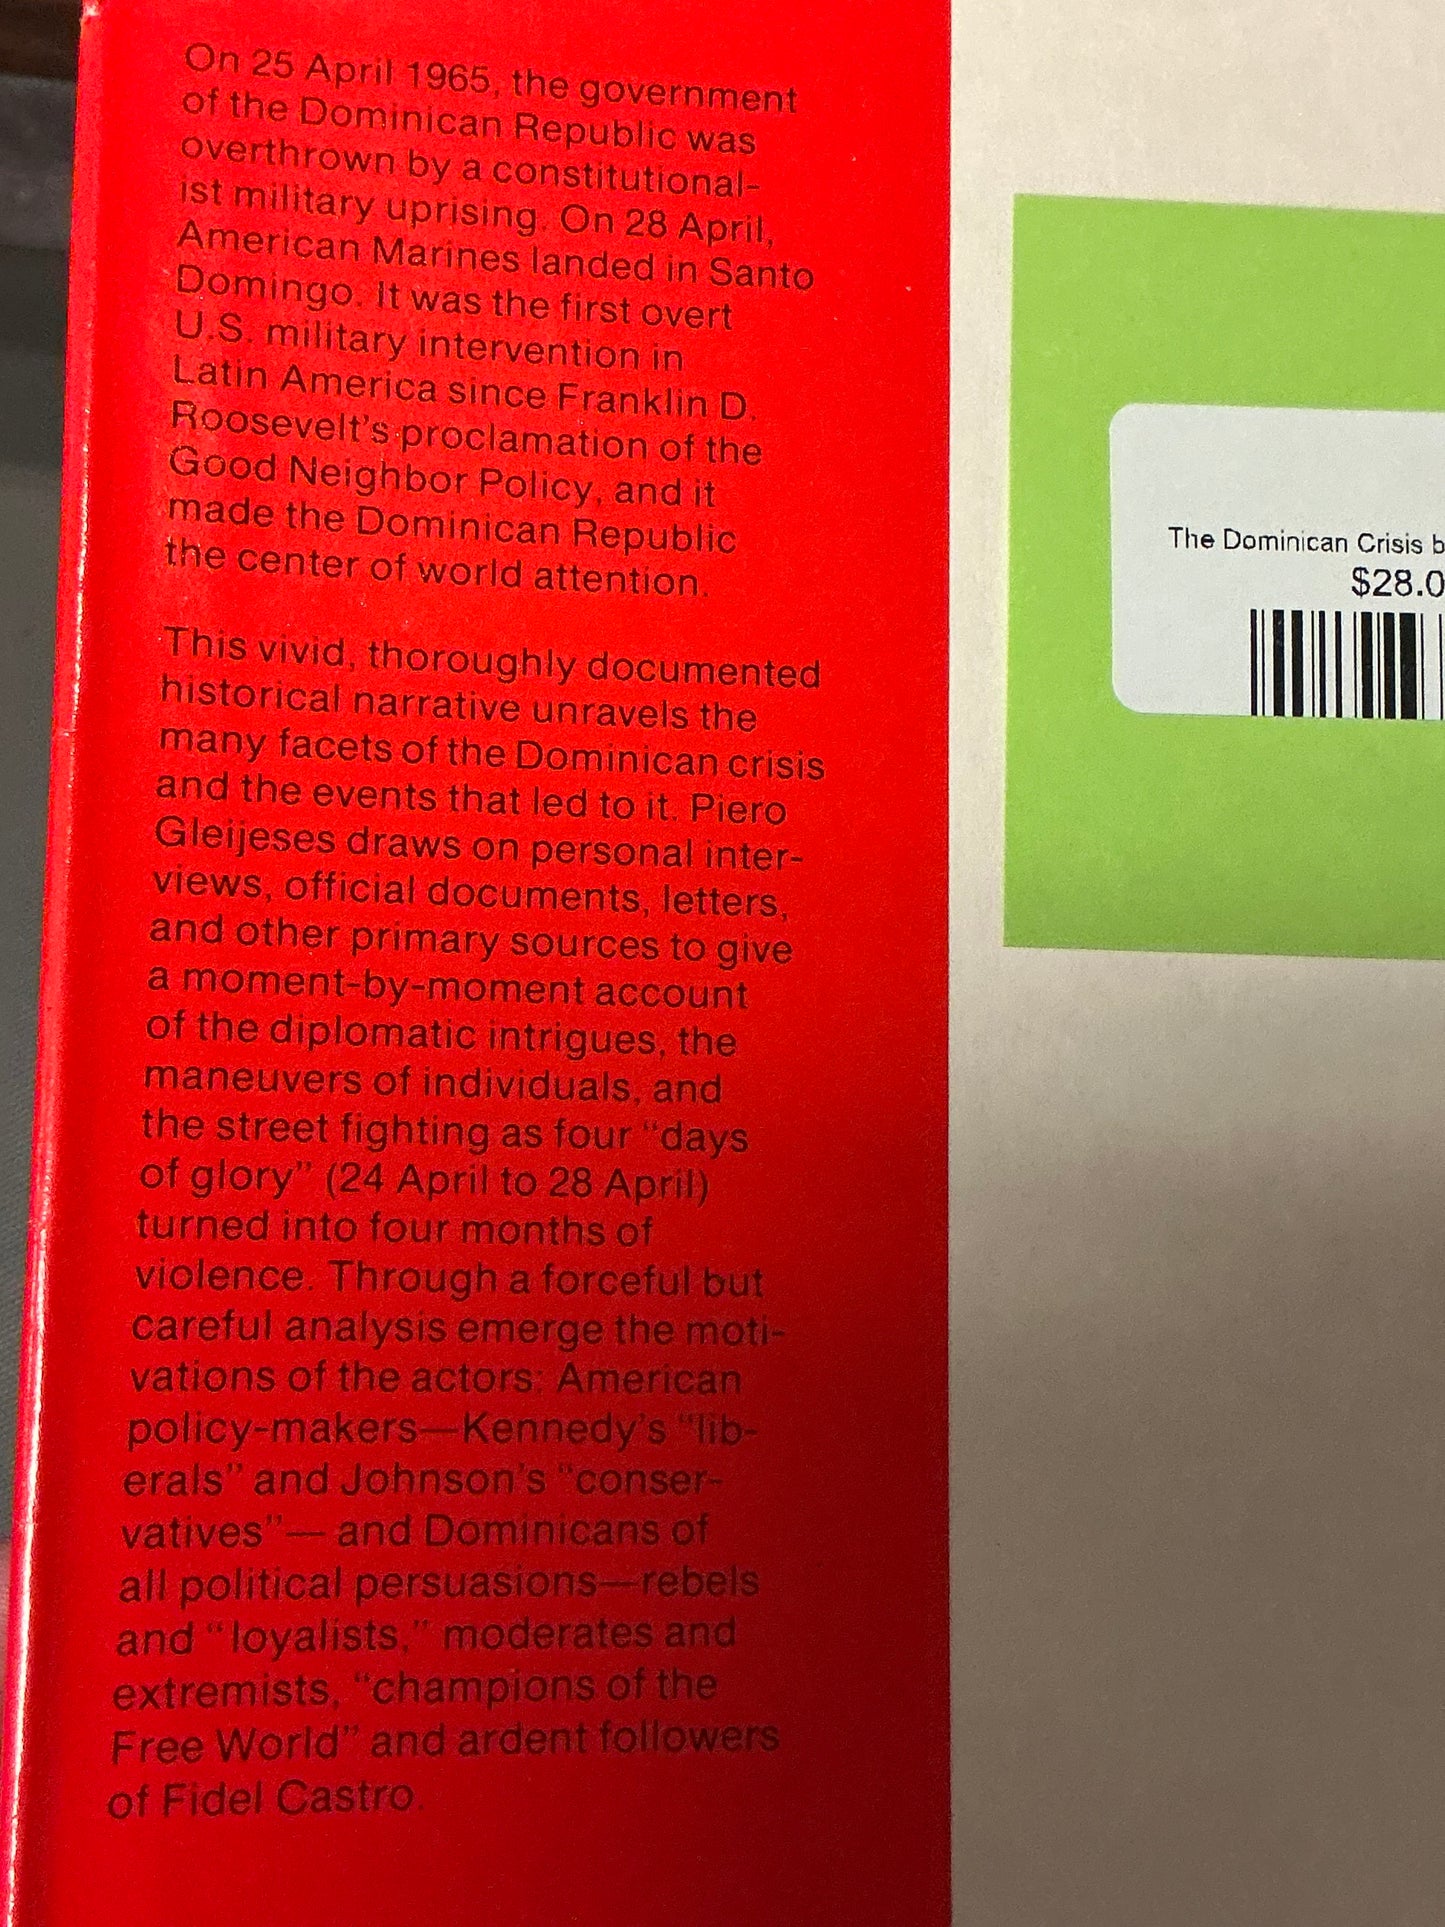 On 25 April 1965, the government
of the Dominican Republic was
overthrown by a constitutional-
ist military uprising. On 28 April,
American Marines landed in Santo
Domingo. It was the first overt
U.S. military intervention in
Latin America since Franklin D.
Roosevelt's proclamation of the
Good Neighbor Policy, and it
made the Dominican Republic
the center of world attention.
This vivid, thoroughly documented
historical narrative unravels the
many facets of the Dominican crisis
and the events that led to it. Piero
Gleijeses draws on personal inter-
views, official documents, letters,
and other primary sources to give
a moment-by-moment account
of the diplomatic intrigues, the
maneuvers of individuals, and
the street fighting as four "days
of glory" (24 April to 28 April)
turned into four months of
violence. Through a forceful but
careful analysis emerge the moti-
vations of the actors: American
policy-makers—Kennedy's "lib-
erals" and Johnson's "conser-
vatives"— and Dominicans of
all political persuasions—rebels
and "loyalists," moderates and
extremists, "champions of the
Free World" and ardent followers
of Fidel Castro.
The Dominican Crisis b
$28.0